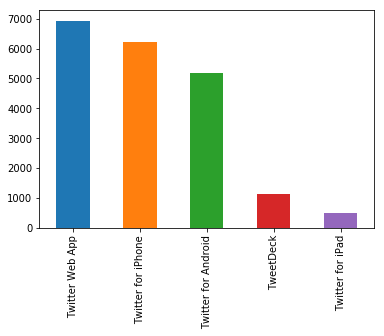 7000
6000
5000
4000
3000
2000
1000
0
Twitter Web App
Twitter for iPhone
Twitter for Android
TweetDeck
Twitter for iPad